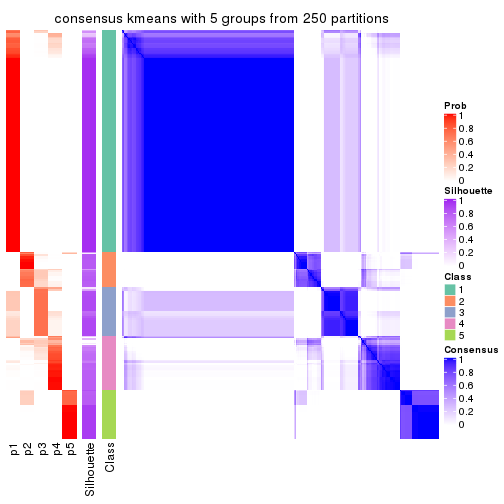 consensus kmeans with 5 groups from 250 partitions
Prob
1
0.8
0.6
0.4
0.2
0
Silhouette
1
0.8
0.6
0.4
0.2
0
Class
1
2
3
4
5
Consensus
1
0.8
0.6
0.4
0.2
0
p1
p2
p3
p4
p5
Silhouette
Class